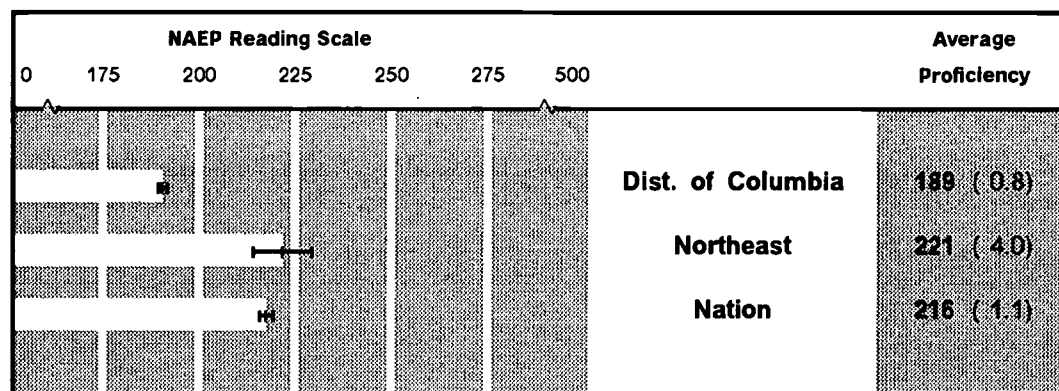 NAEP Reading Scale
Average
Proficiency
0 175 200 225 250 275 500
Dist. of Columbia 189 ( 0.8)
Northeast 221 ( 4.0)
Nation 216 ( 1.1)